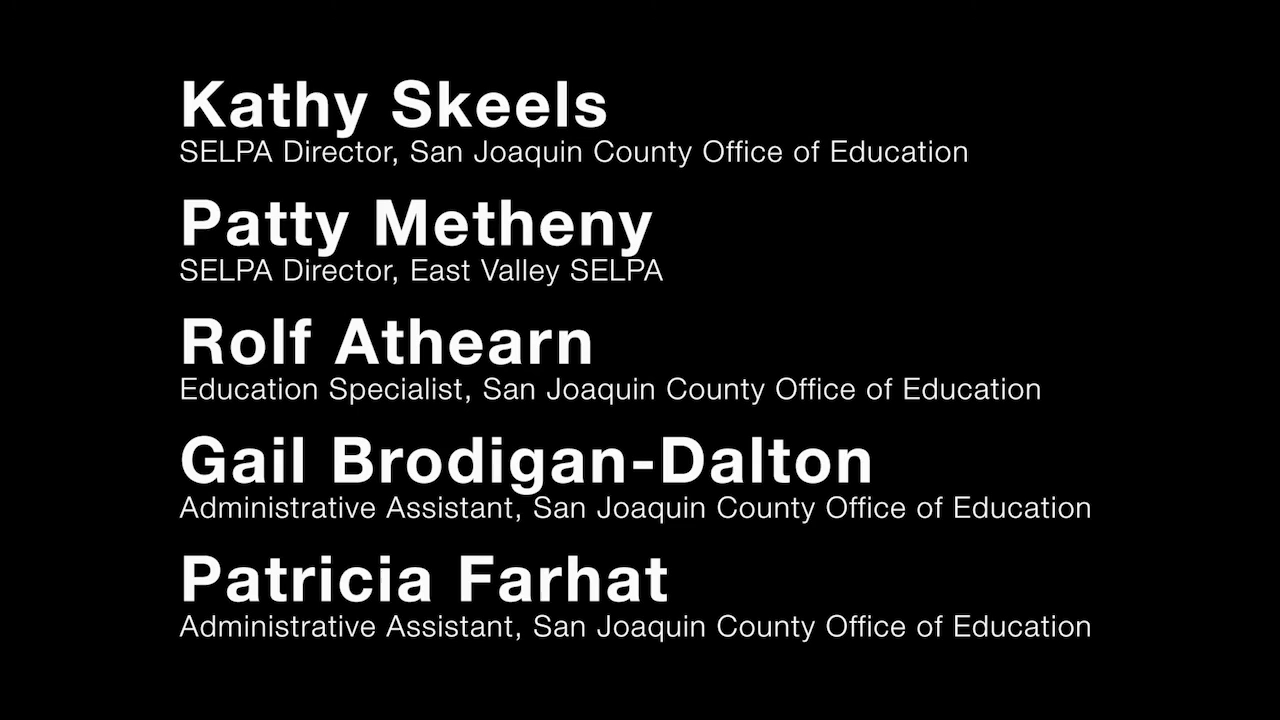 Kathy Skeels
SELPA Director, San Joaquin County Office of Education
Patty Metheny
SELPA Director, East Valley SELPA
Rolf Athearn
Education Specialist, San Joaquin County Office of Education
Gail Brodigan-Dalton
Administrative Assistant, San Joaquin County Office of Education
Patricia Farhat
Administrative Assistant, San Joaquin County Office of Education